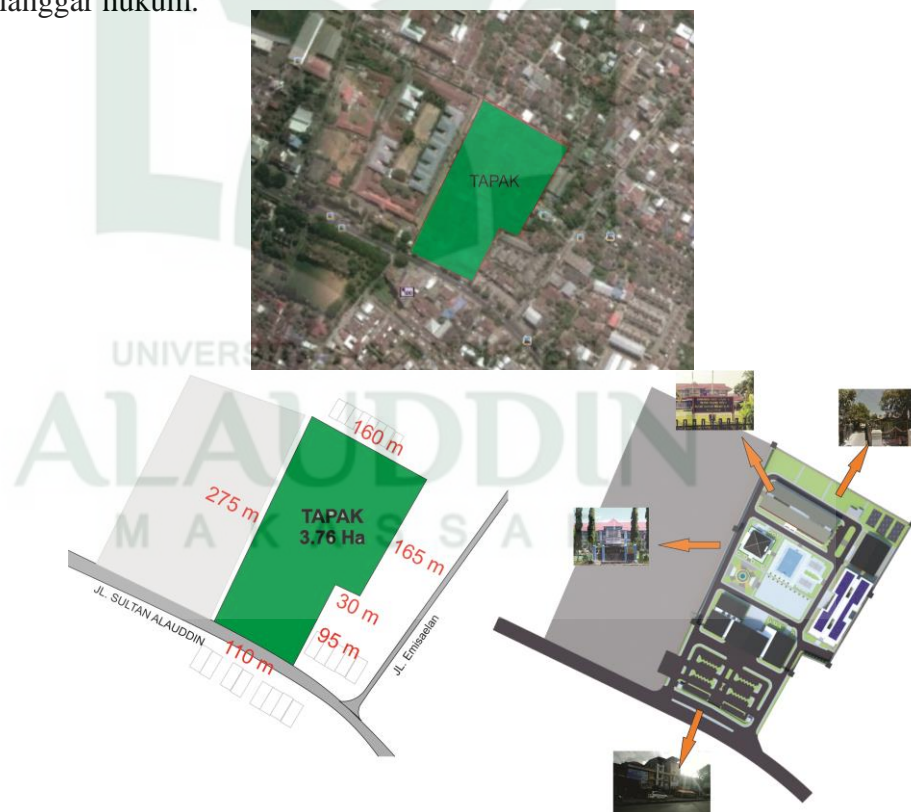 langgar hukum.
TAPAK
UNIVERS
ALAUDDIN
MAKASSAR
160 m
275 m
TAPAK
3.76 Ha
165 m
30 m
95 m
110 m
JL. SULTAN ALAUDDIN
JL. Emisaelan